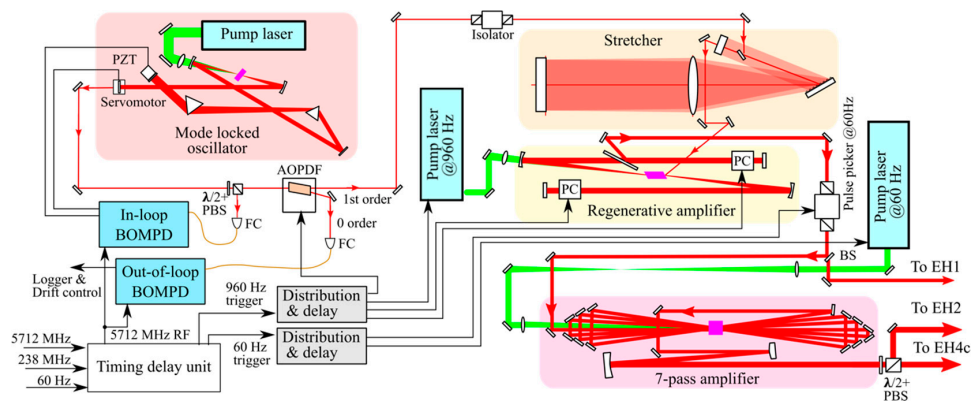 Pump laser
PZT
Servomotor
Mode locked
oscillator
Isolator
Stretcher
Pump laser
@960 Hz
PC
PC
Regenerative amplifier
Pulse picker @60Hz
Pump laser
@60 Hz
AOPDF
1st order
0 order
λ/2+
PBS
FC
FC
In-loop
BOMPD
Out-of-loop
BOMPD
Logger &
Drift control
5712 MHz RF
960 Hz
trigger
Distribution
& delay
60 Hz
trigger
Distribution
& delay
5712 MHz
238 MHz
60 Hz
Timing delay unit
BS
To EH1
To EH2
To EH4c
7-pass amplifier
λ/2+
PBS